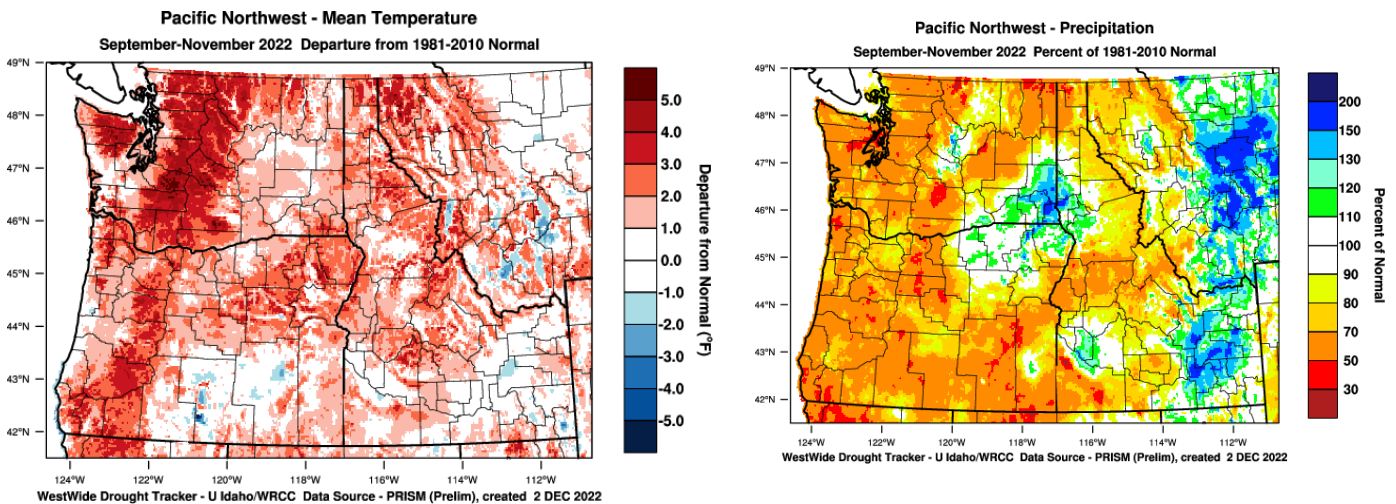 Pacific Northwest - Mean Temperature
September-November 2022 Departure from 1981-2010 Normal
49°N
48°N
47°N
46°N
45°N
44°N
43°N
42°N
124°W
122°W
120°W
118°W
116°W
114°W
112°W
5.0
4.0
3.0
2.0
1.0
0.0
-1.0
-2.0
-3.0
-4.0
-5.0
Departure from Normal (°F)
WestWide Drought Tracker - U Idaho/WRCC Data Source - PRISM (Prelim), created 2 DEC 2022
Pacific Northwest - Precipitation
September-November 2022 Percent of 1981-2010 Normal
49°N
48°N
47°N
46°N
45°N
44°N
43°N
42°N
124°W
122°W
120°W
118°W
116°W
114°W
112°W
200
150
130
120
110
100
90
80
70
50
30
Percent of Normal
WestWide Drought Tracker - U Idaho/WRCC Data Source - PRISM (Prelim), created 2 DEC 2022